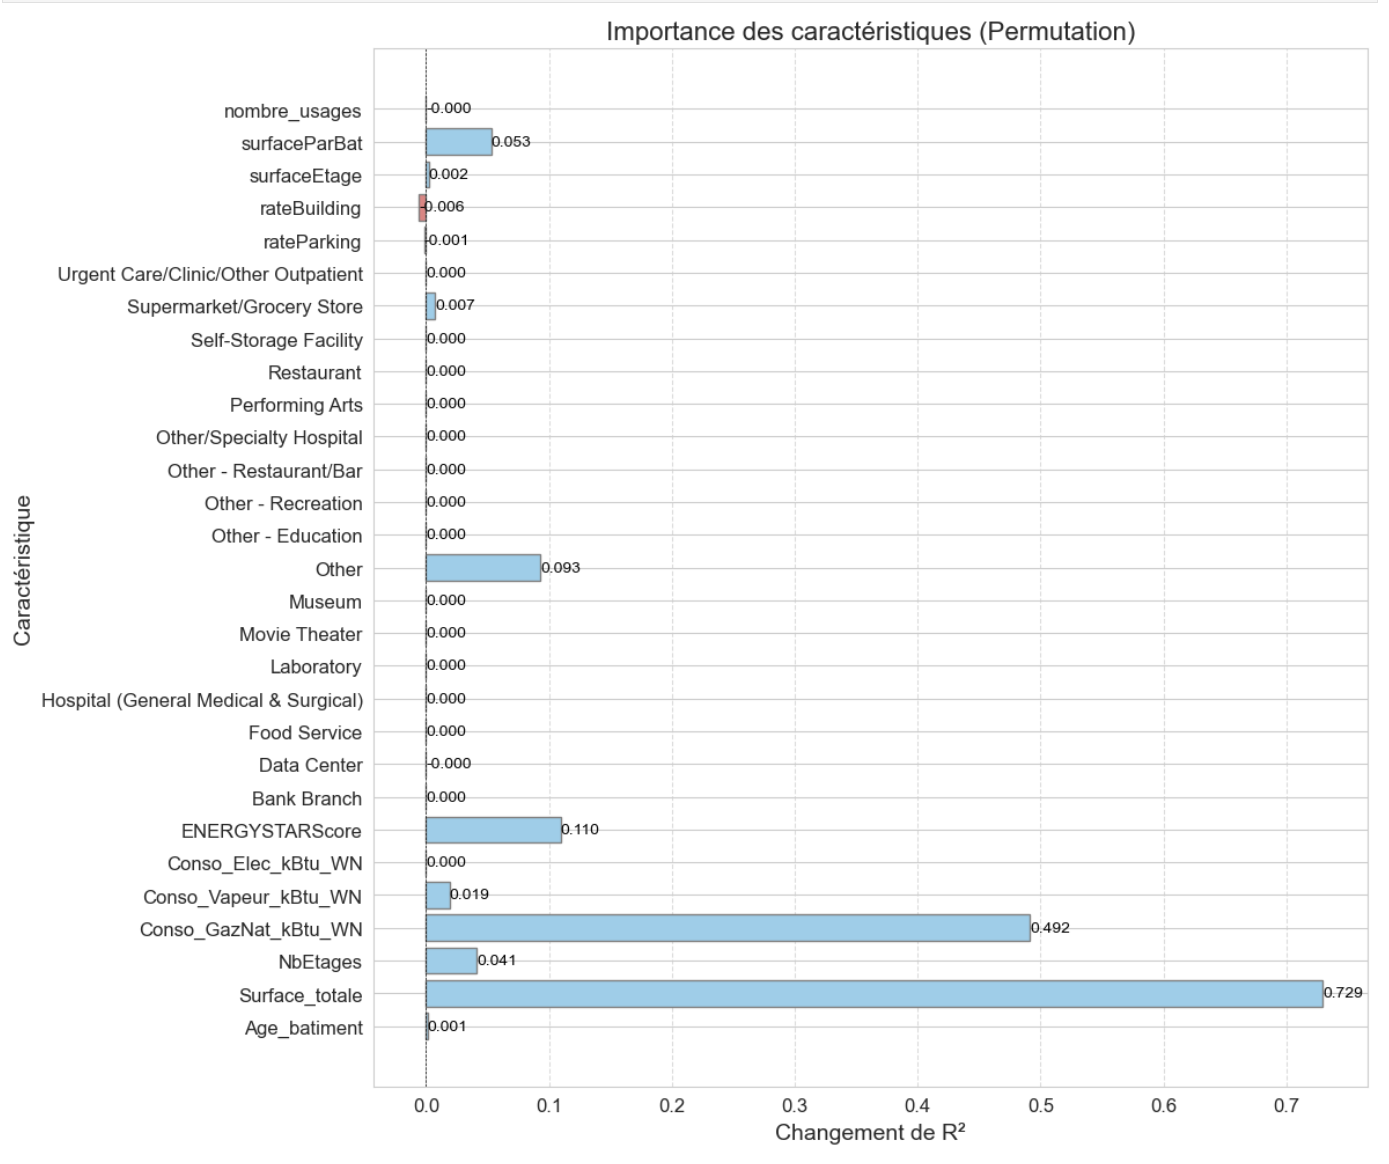 Importance des caractéristiques (Permutation)
nombre_usages -0.000
surfaceParBat 0.053
surfaceEtage 0.002
rateBuilding -0.006
rateParking -0.001
Urgent Care/Clinic/Other Outpatient 0.000
Supermarket/Grocery Store 0.007
Self-Storage Facility 0.000
Restaurant 0.000
Performing Arts 0.000
Other/Specialty Hospital 0.000
Other - Restaurant/Bar 0.000
Other - Recreation 0.000
Other - Education 0.000
Other 0.093
Museum 0.000
Movie Theater 0.000
Laboratory 0.000
Hospital (General Medical & Surgical) 0.000
Food Service 0.000
Data Center -0.000
Bank Branch 0.000
ENERGYSTARScore 0.110
Conso_Elec_kBtu_WN 0.000
Conso_Vapeur_kBtu_WN 0.019
Conso_GazNat_kBtu_WN 0.492
NbEtages 0.041
Surface_totale 0.729
Age_batiment 0.001
Caractéristique
0.0 0.1 0.2 0.3 0.4 0.5 0.6 0.7
Changement de R²